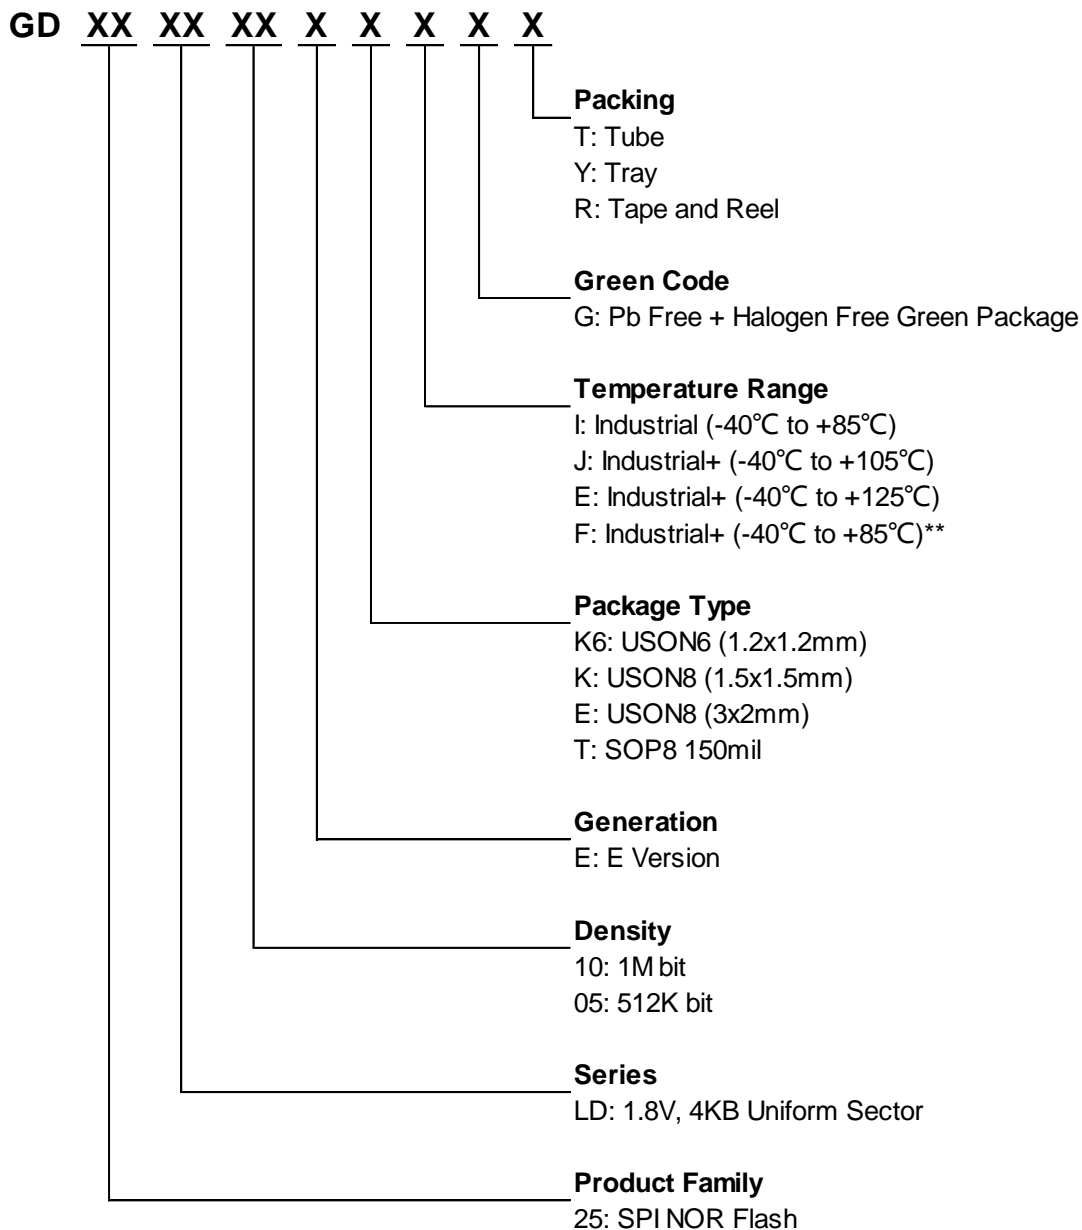 GD XX XX XX X X X X X
Packing
T: Tube
Y: Tray
R: Tape and Reel
Green Code
G: Pb Free + Halogen Free Green Package
Temperature Range
I: Industrial (-40℃ to +85℃)
J: Industrial+ (-40℃ to +105℃)
E: Industrial+ (-40℃ to +125℃)
F: Industrial+ (-40℃ to +85℃)**
Package Type
K6: USON6 (1.2x1.2mm)
K: USON8 (1.5x1.5mm)
E: USON8 (3x2mm)
T: SOP8 150mil
Generation
E: E Version
Density
10: 1M bit
05: 512K bit
Series
LD: 1.8V, 4KB Uniform Sector
Product Family
25: SPI NOR Flash